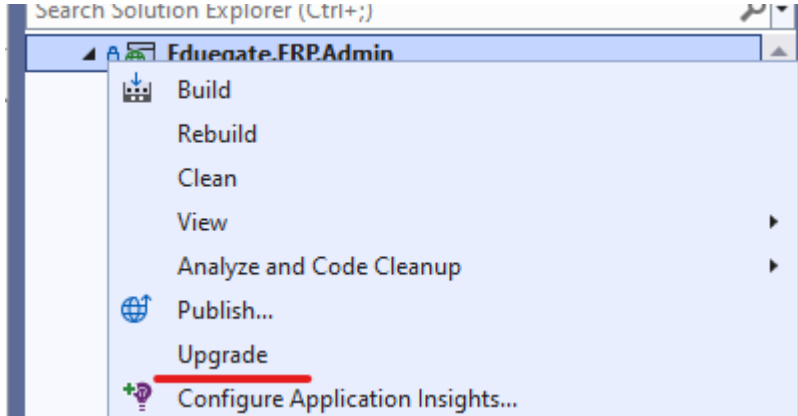 Search Solution Explorer (Ctrl+;)
Eduegate.ERP.Admin
Build
Rebuild
Clean
View
Analyze and Code Cleanup
Publish...
Upgrade
Configure Application Insights...